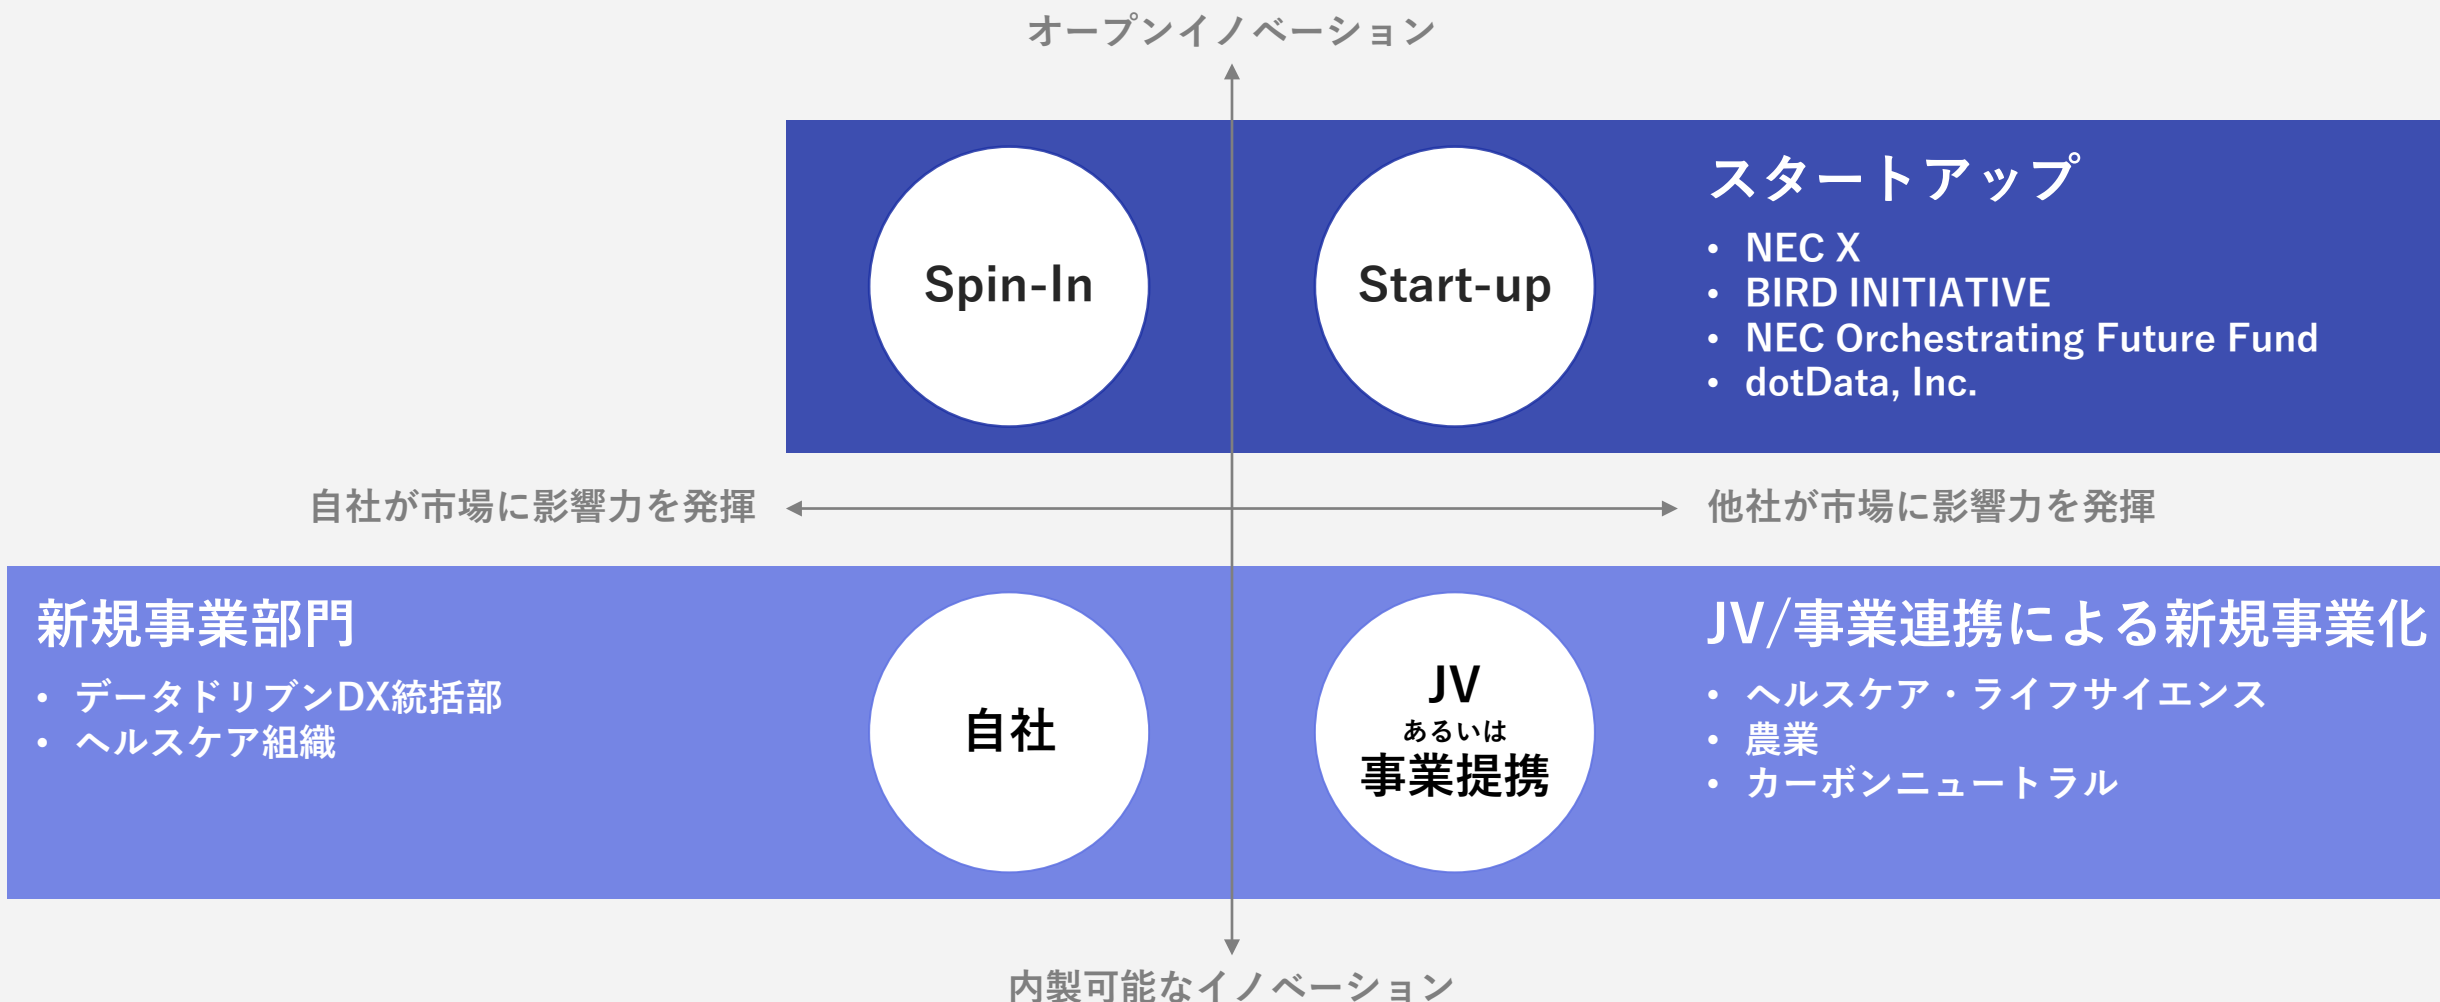 オープンイノベーション
Spin-In
Start-up
スタートアップ
• NEC X
• BIRD INITIATIVE
• NEC Orchestrating Future Fund
• dotData, Inc.
自社が市場に影響力を発揮
他社が市場に影響力を発揮
新規事業部門
• データドリブンDX統括部
• ヘルスケア組織
自社
JV
あるいは
事業提携
JV/事業連携による新規事業化
• ヘルスケア・ライフサイエンス
• 農業
• カーボンニュートラル
内製可能なイノベーション